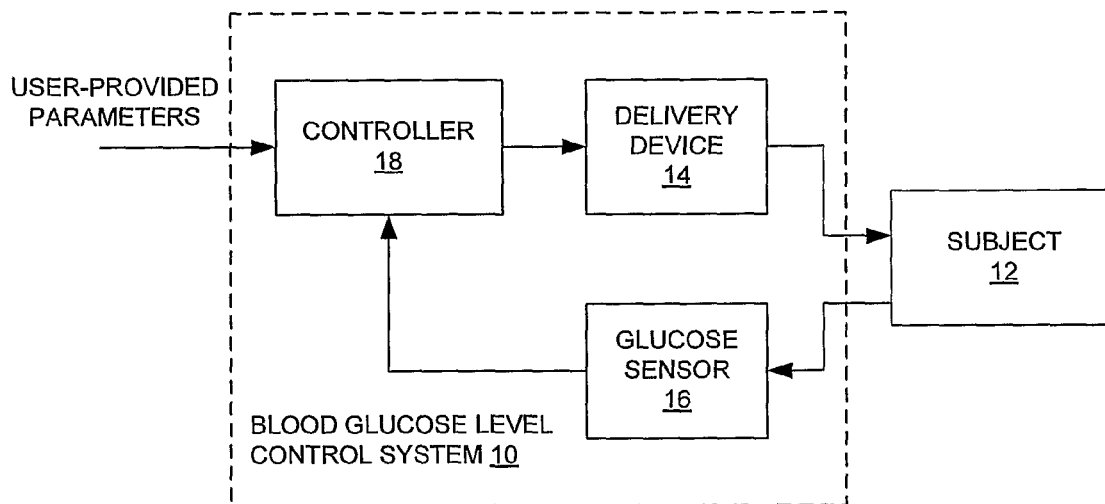 USER-PROVIDED
PARAMETERS
CONTROLLER
18
DELIVERY
DEVICE
14
SUBJECT
12
GLUCOSE
SENSOR
16
BLOOD GLUCOSE LEVEL
CONTROL SYSTEM 10